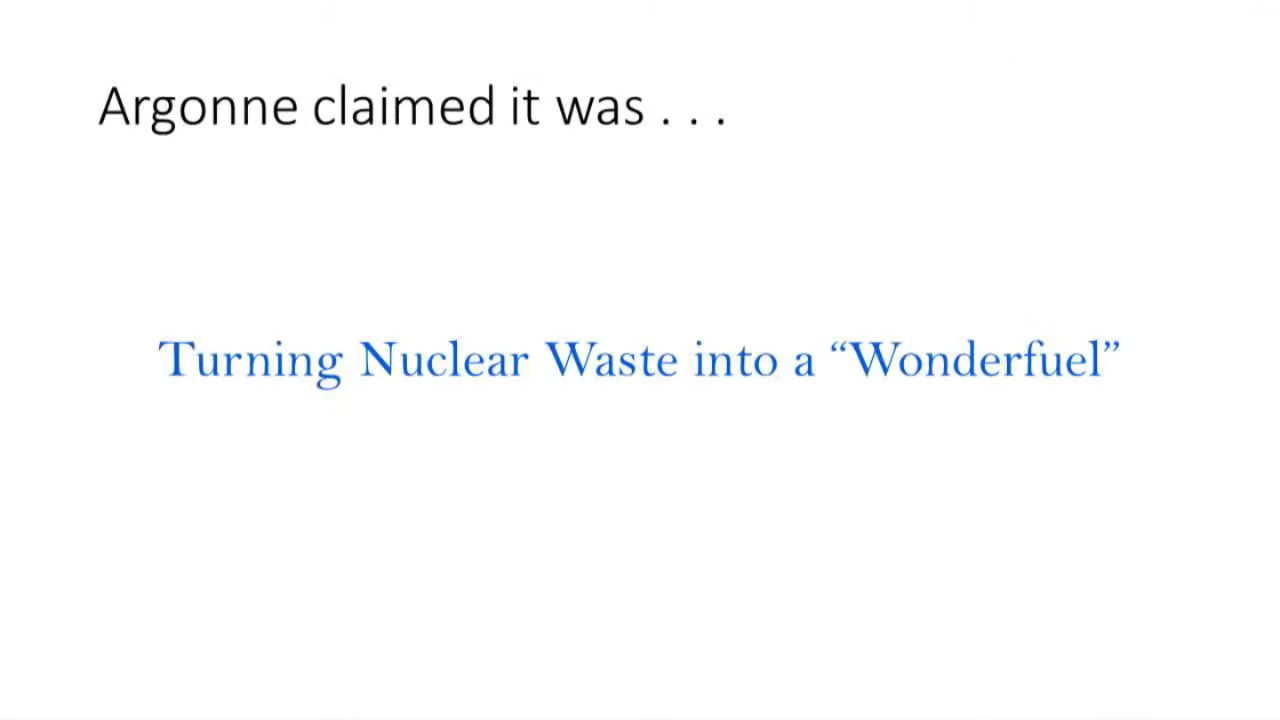 Argonne claimed it was . . .
Turning Nuclear Waste into a “Wonderfuel”